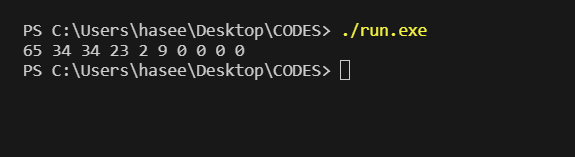 PS C:\Users\hasee\Desktop\CODES> ./run.exe
65 34 34 23 2 9 0 0 0 0
PS C:\Users\hasee\Desktop\CODES>